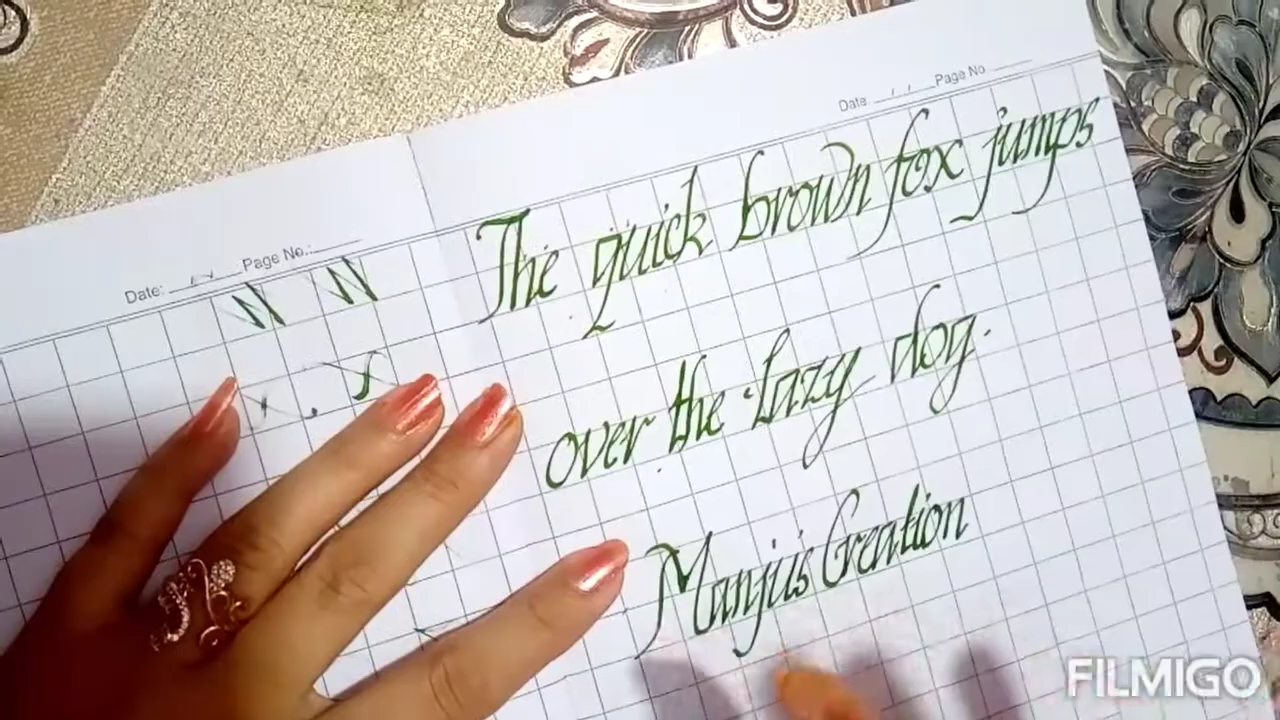 Date: Page No.:
W W
x . x
Date / / Page No
The quick brown fox jumps
over the lazy dog.
Manju's Creation
FILMIGO